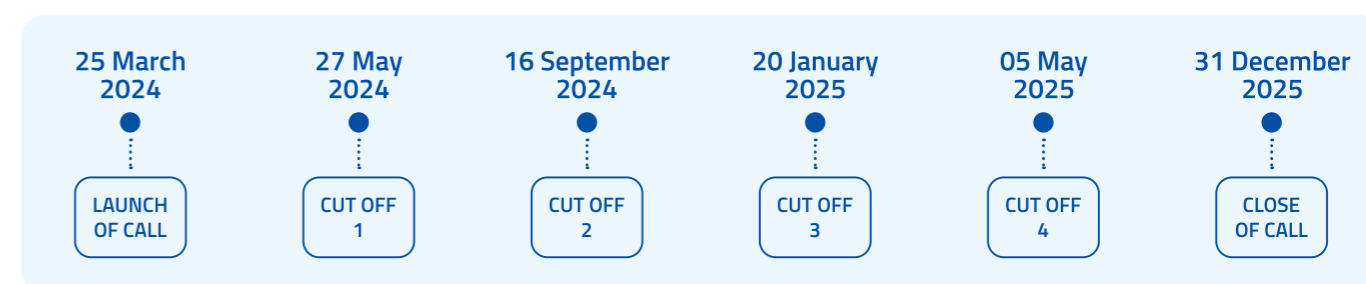 25 March
2024
27 May
2024
16 September
2024
20 January
2025
05 May
2025
31 December
2025
LAUNCH
OF CALL
CUT OFF
1
CUT OFF
2
CUT OFF
3
CUT OFF
4
CLOSE
OF CALL